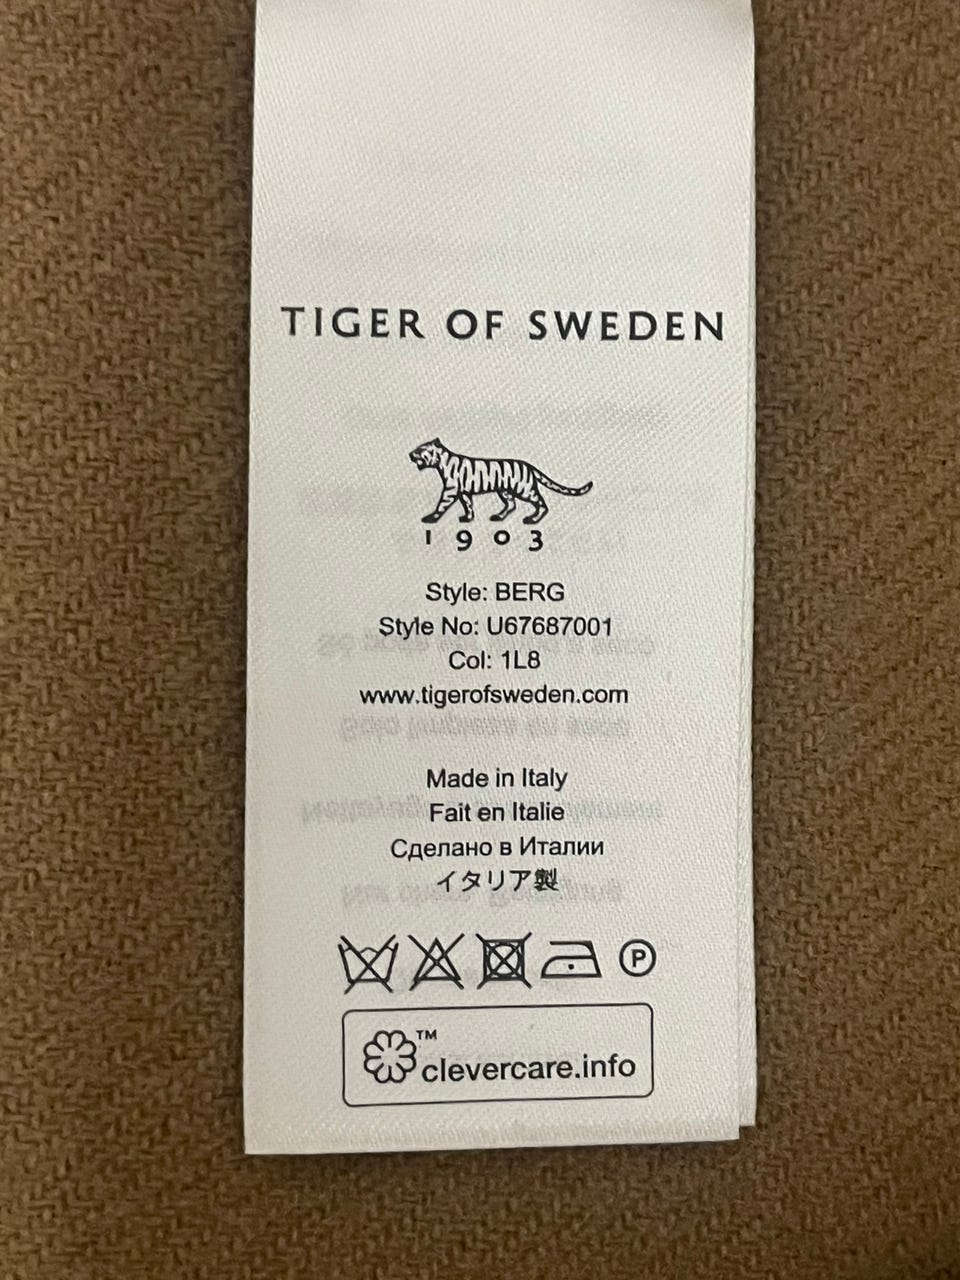 TIGER OF SWEDEN
1903
Style: BERG
Style No: U67687001
Col: 1L8
www.tigerofsweden.com
Made in Italy
Fait en Italie
Сделано в Италии
イタリア製
P
™
clevercare.info